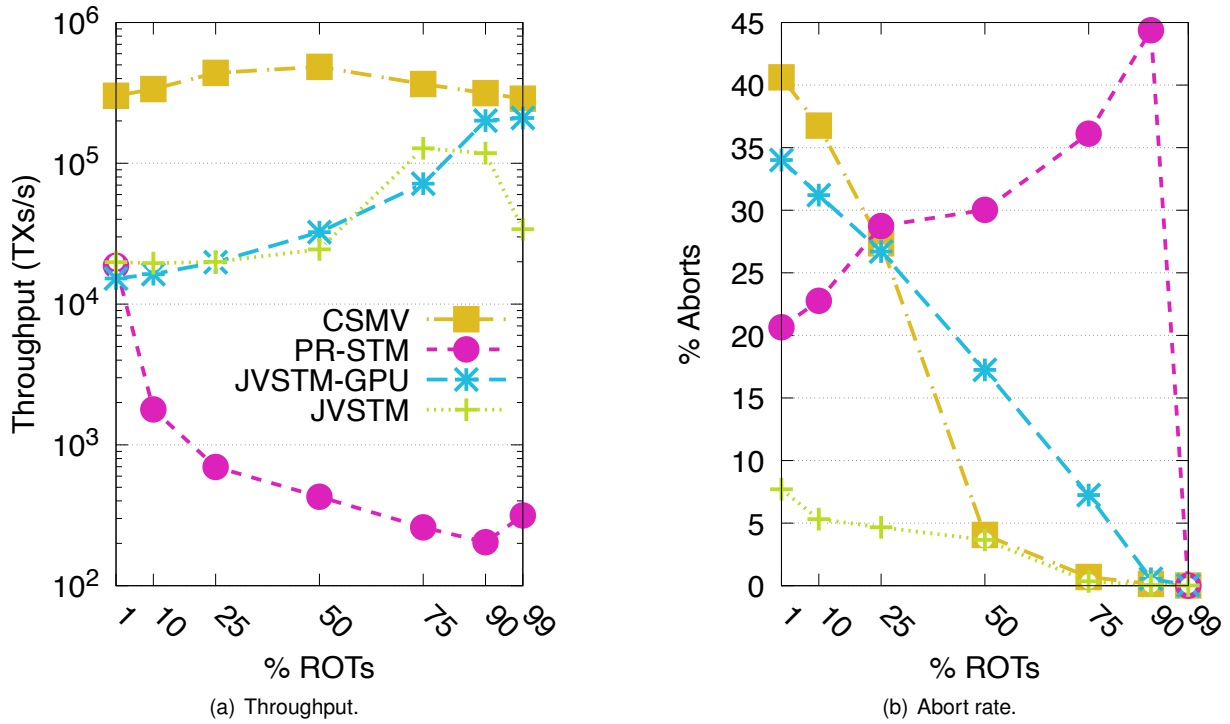 10^6
10^5
10^4
10^3
10^2
Throughput (TXs/s)
CSMV
PR-STM
JVSTM-GPU
JVSTM
1 10 25 50 75 90 99
% ROTs
(a) Throughput.
45
40
35
30
25
20
15
10
5
0
% Aborts
1 10 25 50 75 90 99
% ROTs
(b) Abort rate.